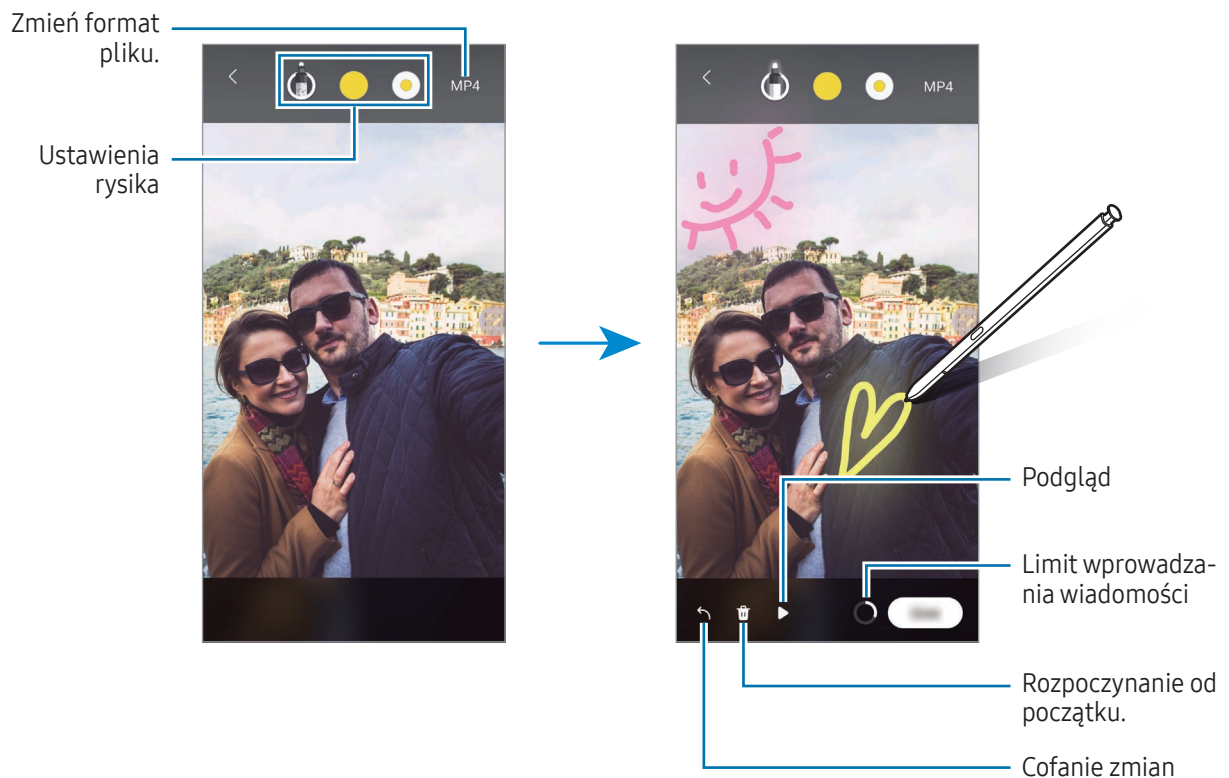 Zmień format
pliku.
MP4
Ustawienia
rysika
MP4
Podgląd
Limit wprowadza-
nia wiadomości
Rozpoczynanie od
początku.
Cofanie zmian